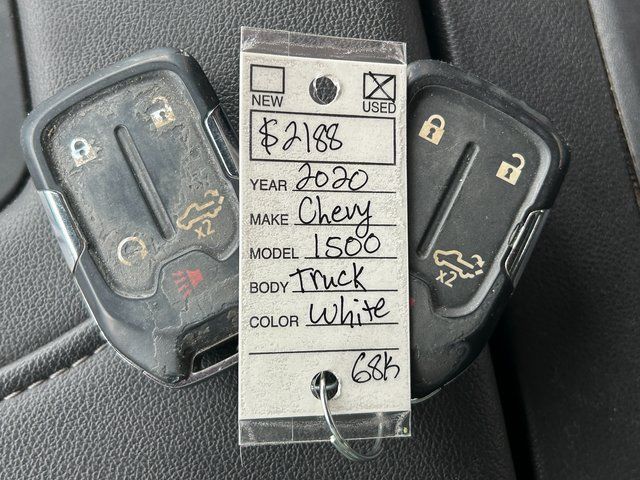 NEW USED
$2188
YEAR 2020
MAKE Chevy
MODEL 1500
BODY Truck
COLOR White
68K
X2
X2